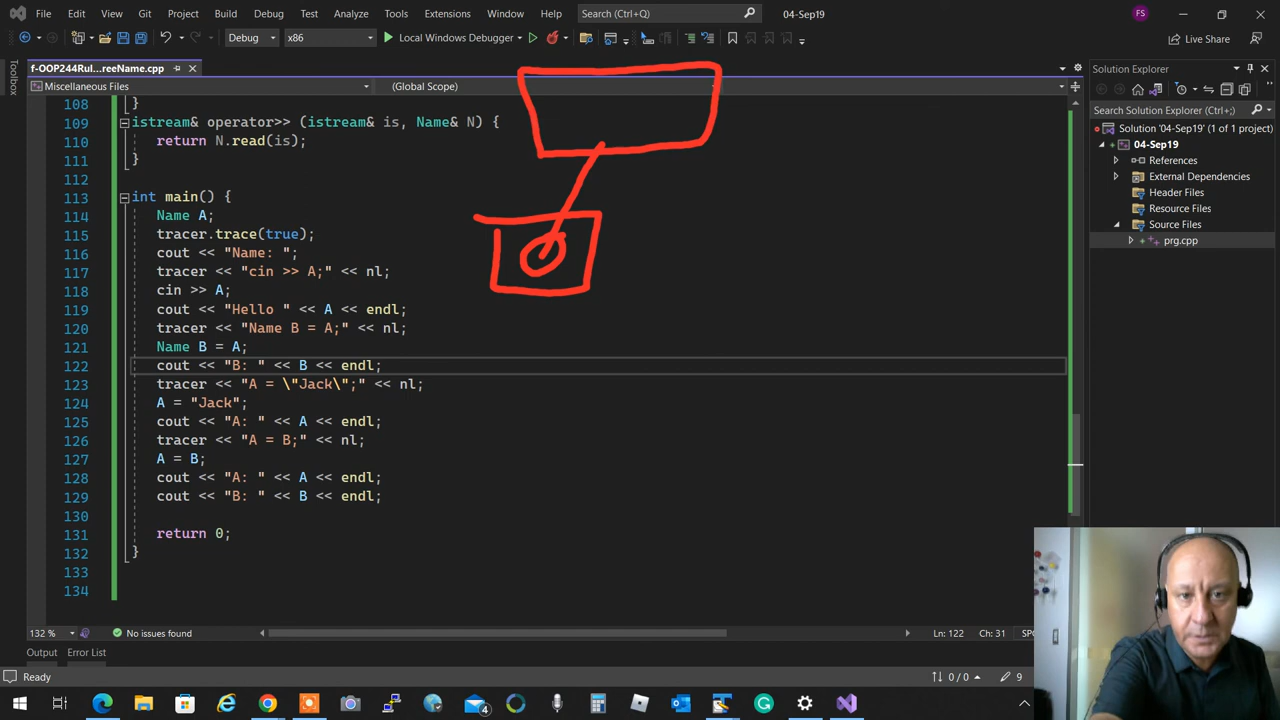 File Edit View Git Project Build Debug Test Analyze Tools Extensions Window Help Search (Ctrl+Q) 04-Sep19 FS
Debug x86 Local Windows Debugger Live Share
Toolbox
f-OOP244Rul...reeName.cpp
Miscellaneous Files (Global Scope)
108 }
109 istream& operator>> (istream& is, Name& N) {
110 return N.read(is);
111 }
112
113 int main() {
114 Name A;
115 tracer.trace(true);
116 cout << "Name: ";
117 tracer << "cin >> A;" << nl;
118 cin >> A;
119 cout << "Hello " << A << endl;
120 tracer << "Name B = A;" << nl;
121 Name B = A;
122 cout << "B: " << B << endl;
123 tracer << "A = \"Jack\";" << nl;
124 A = "Jack";
125 cout << "A: " << A << endl;
126 tracer << "A = B;" << nl;
127 A = B;
128 cout << "A: " << A << endl;
129 cout << "B: " << B << endl;
130
131 return 0;
132 }
133
134
132 % No issues found Ln: 122 Ch: 31 SPC
Output Error List
Ready 0 / 0 9
Solution Explorer
Search Solution Explorer (Ctrl+;)
Solution '04-Sep19' (1 of 1 project)
04-Sep19
References
External Dependencies
Header Files
Resource Files
Source Files
prg.cpp
4